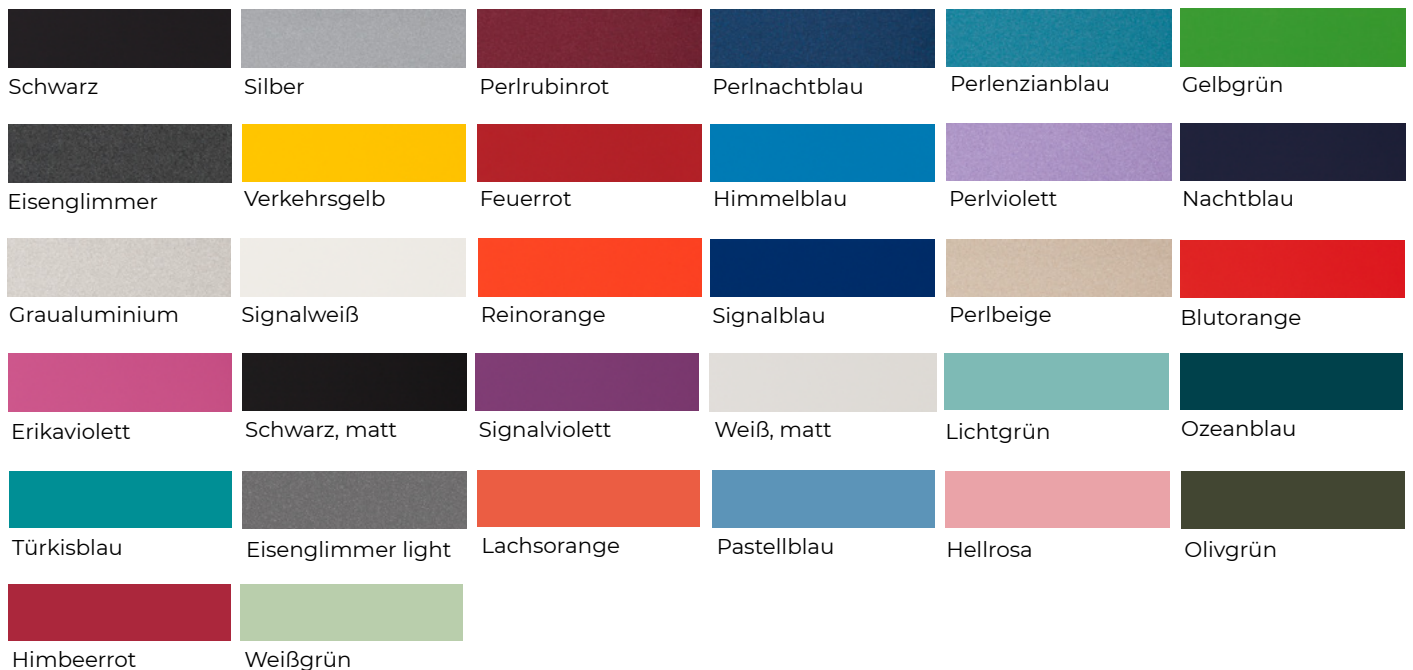 Schwarz
Silber
Perlrubinrot
Perlnachtblau
Perlenzianblau
Gelbgrün
Eisenglimmer
Verkehrsgelb
Feuerrot
Himmelblau
Perlviolett
Nachtblau
Graualuminium
Signalweiß
Reinorange
Signalblau
Perlbeige
Blutorange
Erikaviolett
Schwarz, matt
Signalviolett
Weiß, matt
Lichtgrün
Ozeanblau
Türkisblau
Eisenglimmer light
Lachsorange
Pastellblau
Hellrosa
Olivgrün
Himbeerrot
Weißgrün